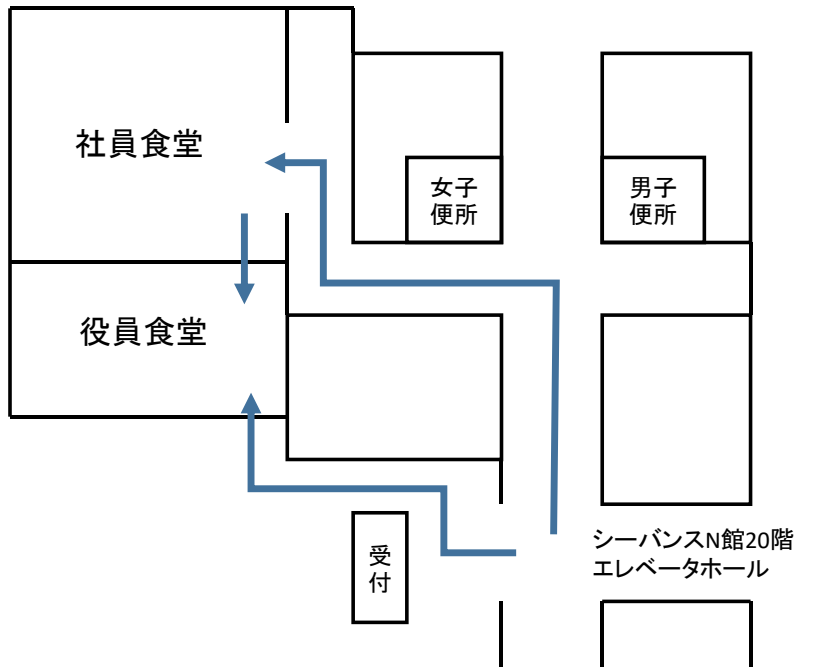 社員食堂
女子
便所
男子
便所
役員食堂
受
付
シーバンスN館20階
エレベータホール